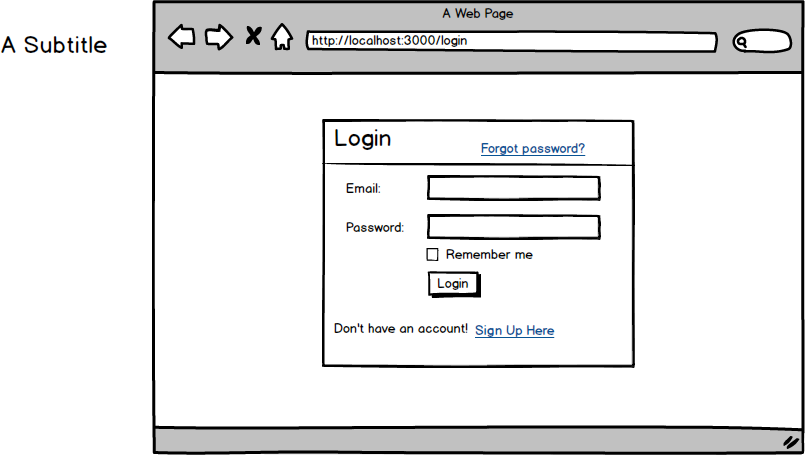 A Web Page
A Subtitle
http://localhost:3000/login
Login
Forgot password?
Email:
Password:
Remember me
Login
Don't have an account! Sign Up Here